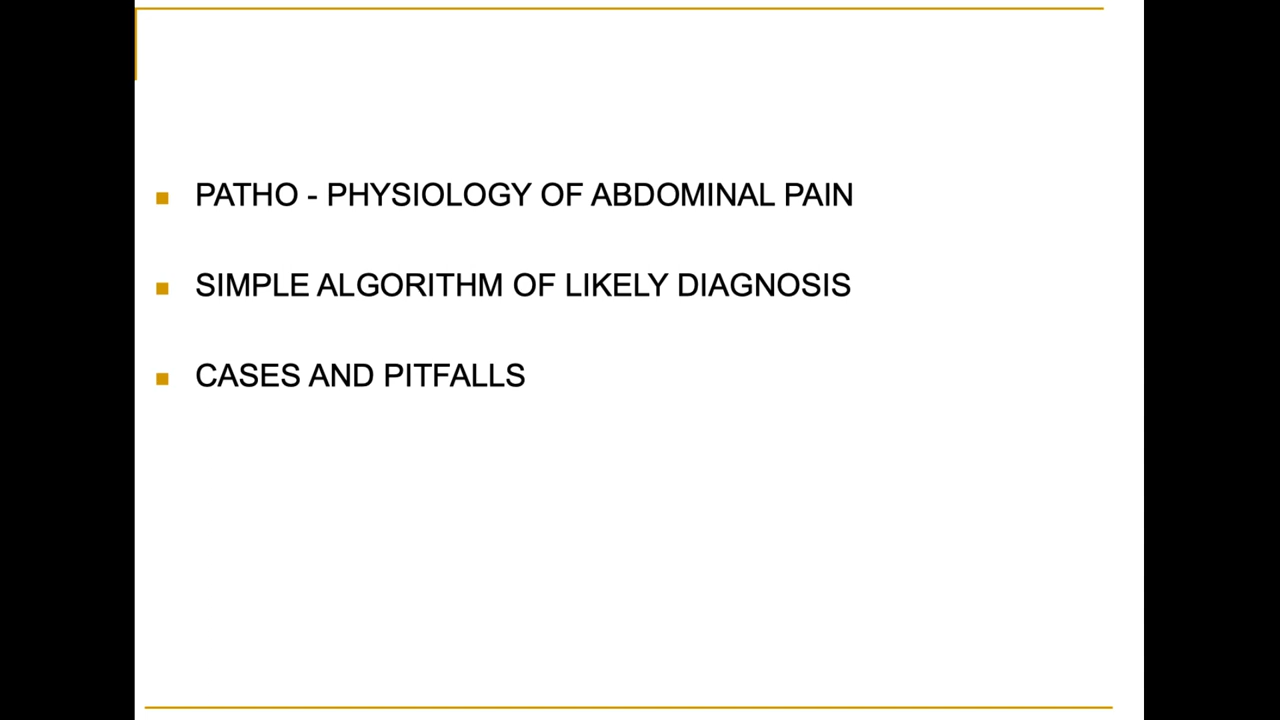 PATHO - PHYSIOLOGY OF ABDOMINAL PAIN
SIMPLE ALGORITHM OF LIKELY DIAGNOSIS
CASES AND PITFALLS